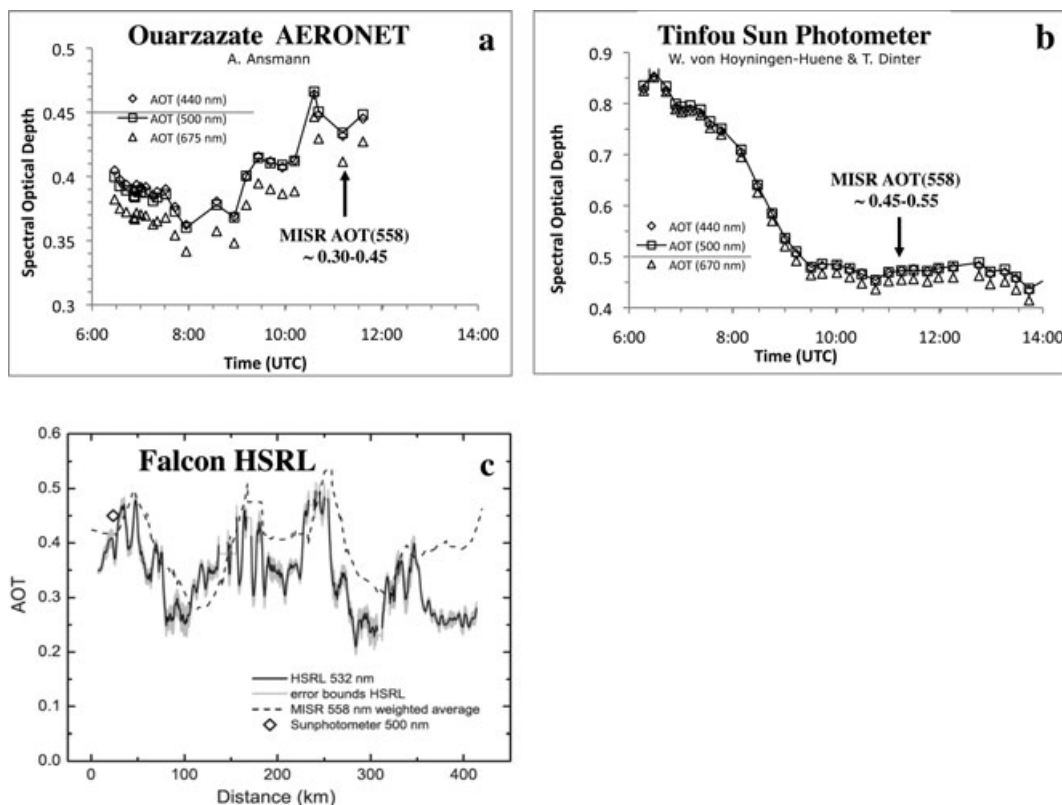 Ouarzazate AERONET
a
A. Ansmann
AOT (440 nm)
AOT (500 nm)
AOT (675 nm)
MISR AOT(558)
~ 0.30-0.45
Spectral Optical Depth
0.5
0.45
0.4
0.35
0.3
6:00 8:00 10:00 12:00 14:00
Time (UTC)
Tinfou Sun Photometer
b
W. von Hoyningen-Huene & T. Dinter
MISR AOT(558)
~ 0.45-0.55
AOT (440 nm)
AOT (500 nm)
AOT (670 nm)
Spectral Optical Depth
0.9
0.8
0.7
0.6
0.5
0.4
6:00 8:00 10:00 12:00 14:00
Time (UTC)
Falcon HSRL
c
AOT
0.6
0.5
0.4
0.3
0.2
0.1
0.0
HSRL 532 nm
error bounds HSRL
MISR 558 nm weighted average
Sunphotometer 500 nm
0 100 200 300 400
Distance (km)